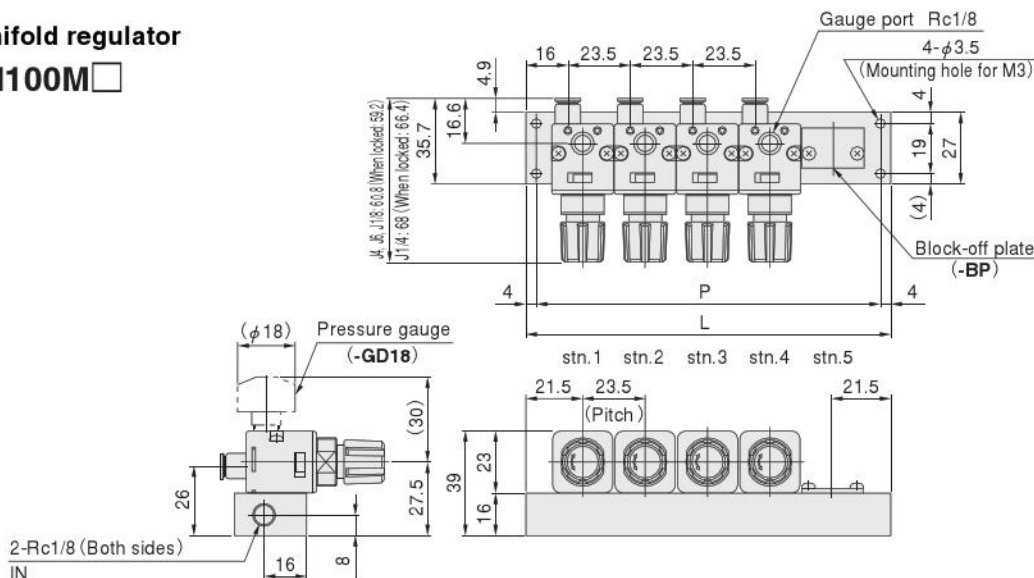 nifold regulator
100M□
Gauge port Rc1/8
4-φ3.5
(Mounting hole for M3)
16
23.5
23.5
23.5
4.9
16.6
35.7
J4, J6, J1/8: 60.8 (When locked: 59.2)
J1/4: 68 (When locked: 66.4)
4
19
27
(4)
Block-off plate
(-BP)
4
P
4
L
(φ18)
Pressure gauge
(-GD18)
stn.1 stn.2 stn.3 stn.4 stn.5
21.5
23.5
21.5
(Pitch)
(30)
26
27.5
39
23
16
2-Rc1/8 (Both sides)
IN
16
8